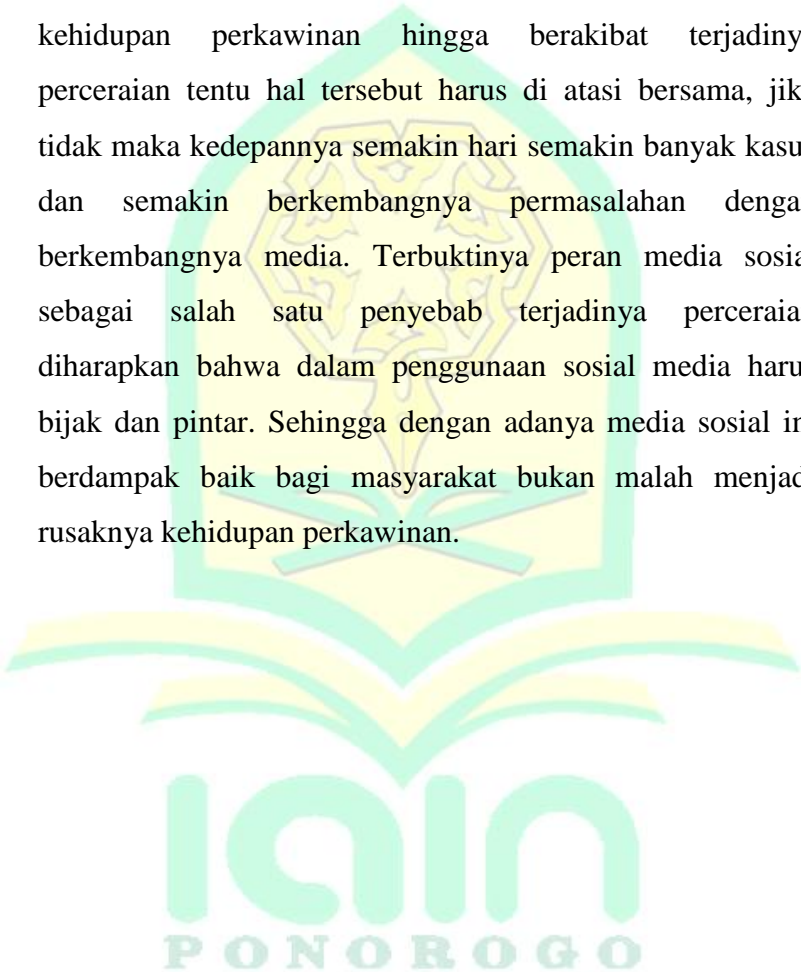 kehidupan perkawinan hingga berakibat terjadiny
perceraian tentu hal tersebut harus di atasi bersama, jik
tidak maka kedepannya semakin hari semakin banyak kasu
dan semakin berkembangnya permasalahan denga
berkembangnya media. Terbuktinya peran media sosia
sebagai salah satu penyebab terjadinya perceraia
diharapkan bahwa dalam penggunaan sosial media haru
bijak dan pintar. Sehingga dengan adanya media sosial in
berdampak baik bagi masyarakat bukan malah menjad
rusaknya kehidupan perkawinan.
iain
PONOROGO